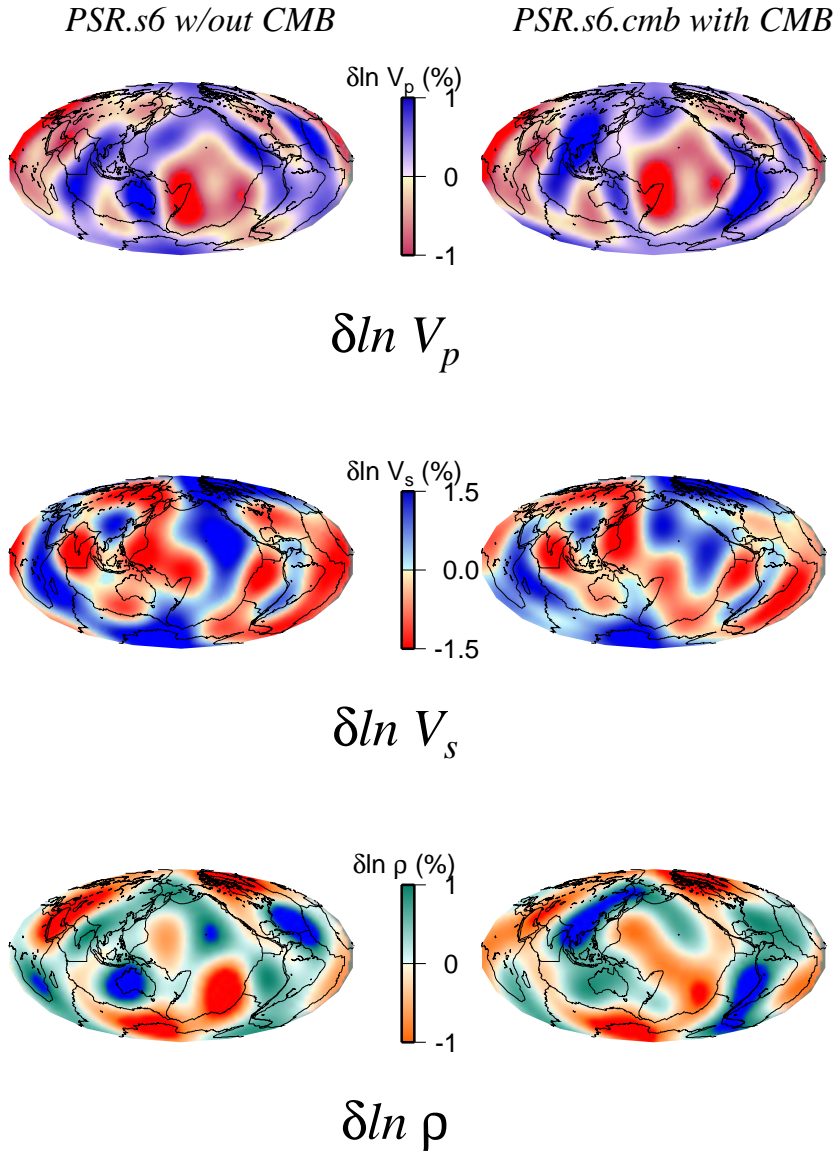 PSR.s6 w/out CMB PSR.s6.cmb with CMB
δln Vp (%)
1
0
-1
δln Vp
δln Vs (%)
1.5
0.0
-1.5
δln Vs
δln ρ (%)
1
0
-1
δln ρ